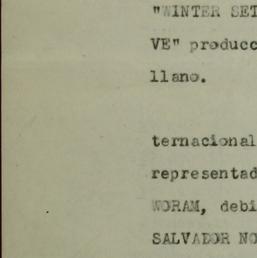 "WINTER SET
VE" producc
llano.
ternacional
representad
WORAM, debi
SALVADOR NO